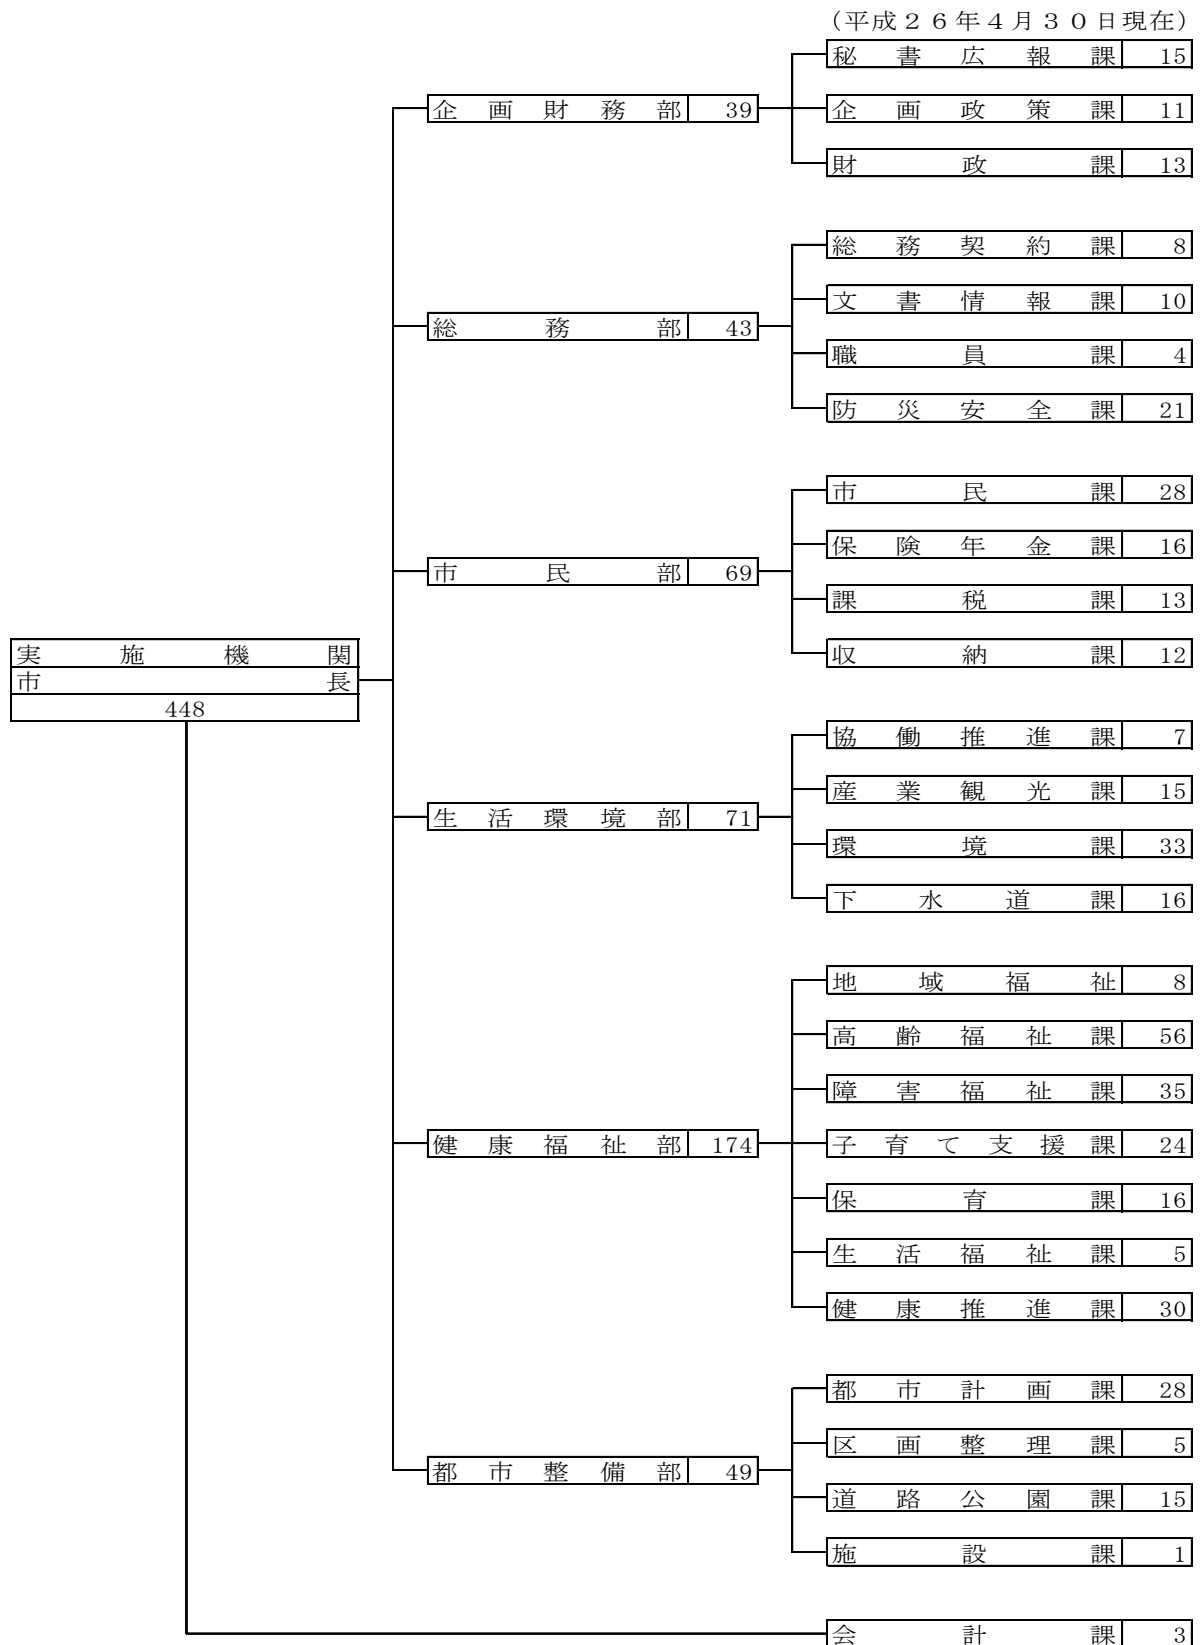 (平成２６年４月３０日現在)
秘書広報課 15
企画財務部 39
企画政策課 11
財政課 13
総務契約課 8
文書情報課 10
総務部 43
職員課 4
防災安全課 21
市民課 28
保険年金課 16
市民部 69
課税課 13
収納課 12
実施機関
市長
448
協働推進課 7
産業観光課 15
生活環境部 71
環境課 33
下水道課 16
地域福祉 8
高齢福祉課 56
障害福祉課 35
健康福祉部 174
子育て支援課 24
保育課 16
生活福祉課 5
健康推進課 30
都市計画課 28
区画整理課 5
都市整備部 49
道路公園課 15
施設課 1
会計課 3